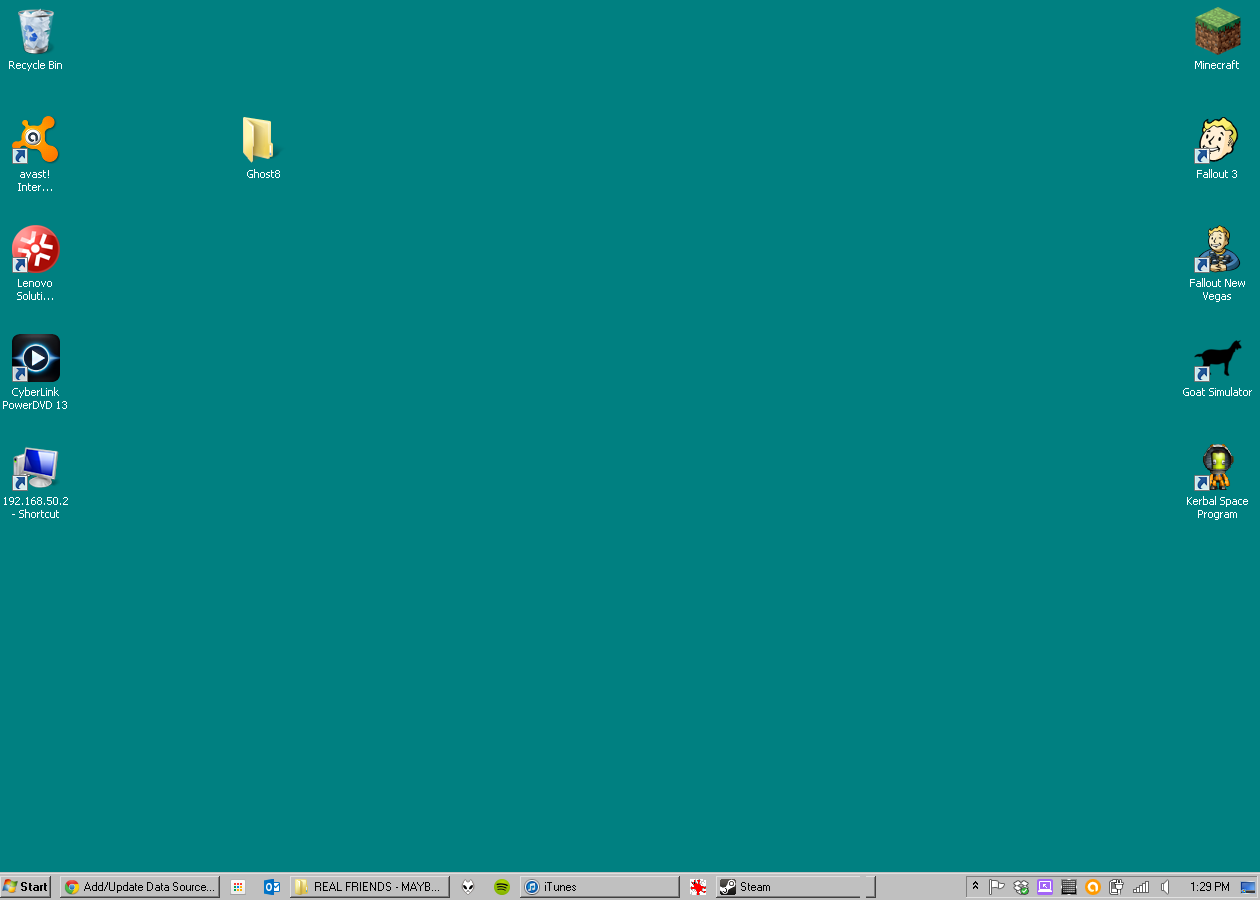 Recycle Bin
Minecraft
avast!
Inter...
Ghost8
Fallout 3
Lenovo
Soluti...
Fallout New
Vegas
CyberLink
PowerDVD 13
Goat Simulator
192.168.50.2
- Shortcut
Kerbal Space
Program
Start
Add/Update Data Source...
REAL FRIENDS - MAYB...
iTunes
Steam
1:29 PM